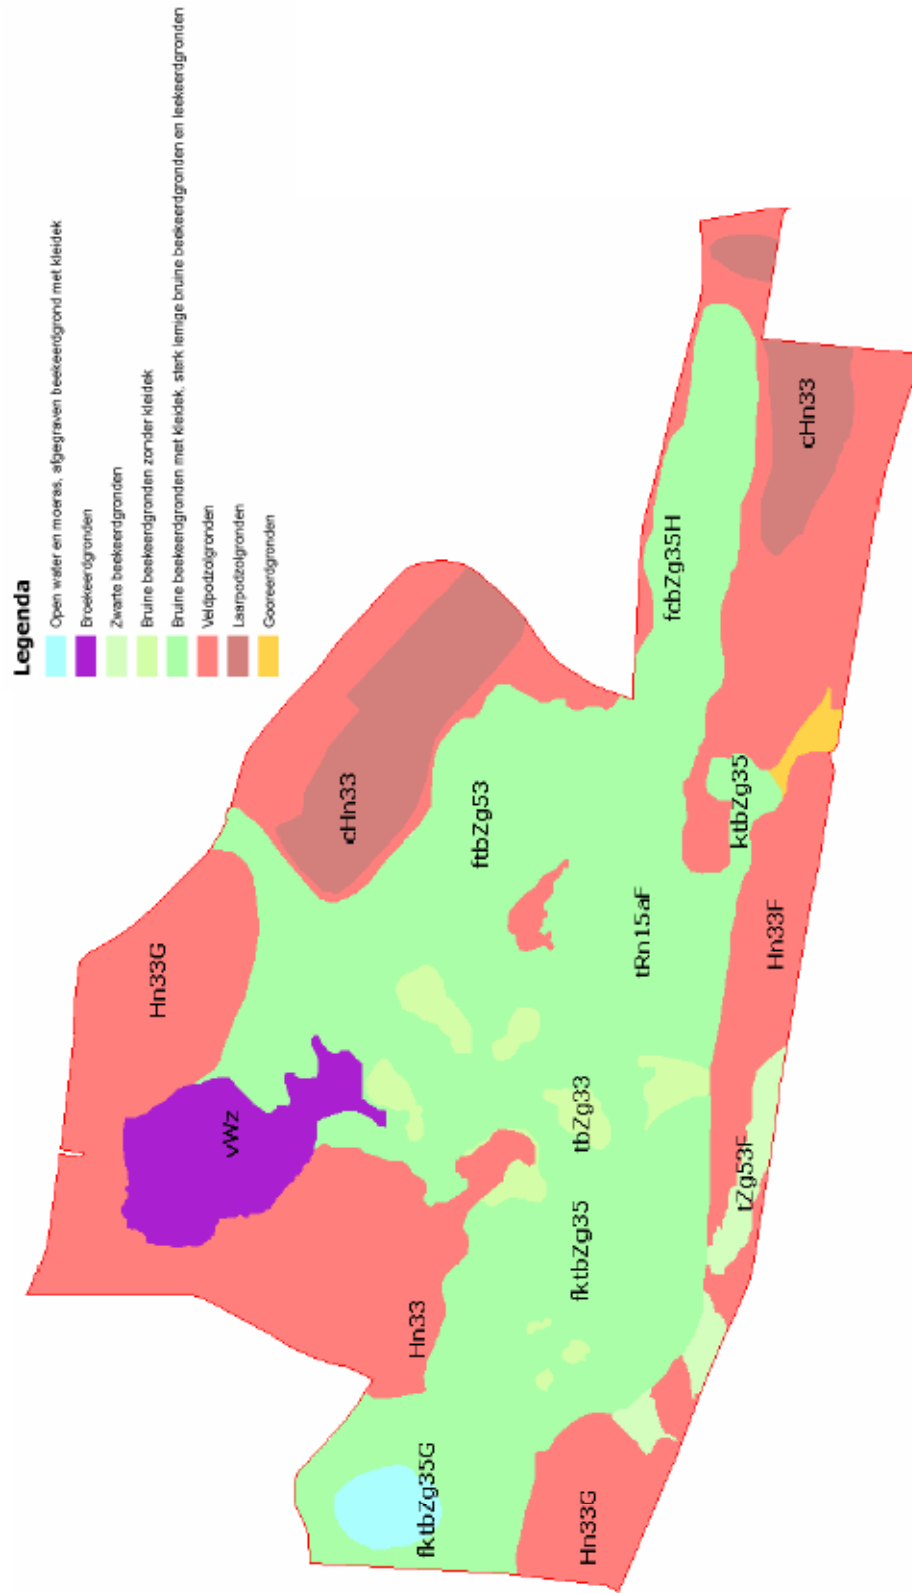 Legenda
Open water en moeras, afgegraven beekeerdgrond met kleidek
Broekeerdgronden
Zwarte beekeerdgronden
Bruine beekeerdgronden zonder kleidek
Bruine beekeerdgronden met kleidek, sterk lemige bruine beekeerdgronden en leekeerdgronden
Veldpodzolgronden
Laarpodzolgronden
Gooreerdgronden
fktbZg35G
Hn33G
Hn33
fktbZg35
vWz
tbZg33
tZg53F
Hn33G
tRn15aF
Hn33F
cHn33
ftbZg53
ktbZg35
fcbZg35H
cHn33